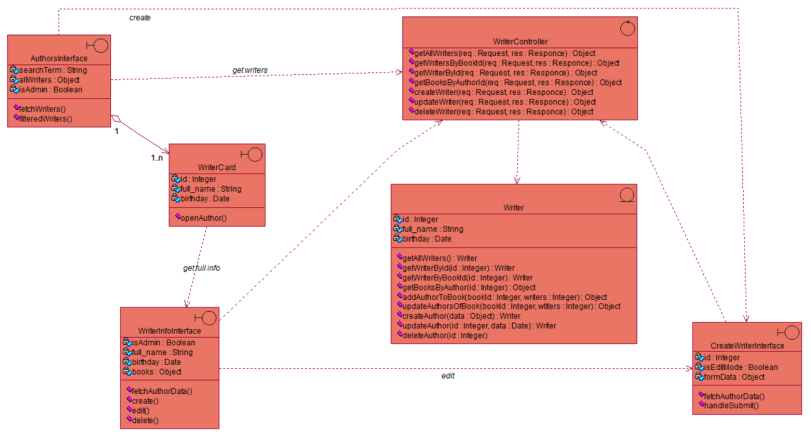 create
AuthorsInterface
searchTerm : String
allWriters : Object
isAdmin : Boolean
fetchWriters()
filteredWriters()
get writers
WriterController
getAllWriters(req : Request, res : Responce) : Object
getWritersByBookId(req : Request, res : Responce) : Object
getWriterById(req : Request, res : Responce) : Object
getBooksByAuthorId(req : Request, res : Responce) : Object
createWriter(req : Request, res : Responce) : Object
updateWriter(req : Request, res : Responce) : Object
deleteWriter(req : Request, res : Responce) : Object
1
1..n
WriterCard
id : Integer
full_name : String
birthday : Date
openAuthor()
get full info
Writer
id : Integer
full_name : String
birthday : Date
getAllWriters() : Writer
getWriterById(id : Integer) : Writer
getWriterByBookId(id : Integer) : Writer
getBooksByAuthor(id : Integer) : Object
addAuthorToBook(bookId : Integer, writers : Integer) : Object
updateAuthorsOfBook(bookId : Integer, writers : Integer) : Object
createAuthor(data : Object) : Writer
updateAuthor(id : Integer, data : Date) : Writer
deleteAuthor(id : Integer)
WriterInfoInterface
isAdmin : Boolean
full_name : String
birthday : Date
books : Object
fetchAuthorData()
create()
edit()
delete()
edit
CreateWriterInterface
id : Integer
isEditMode : Boolean
formData : Object
fetchAuthorData()
handleSubmit()